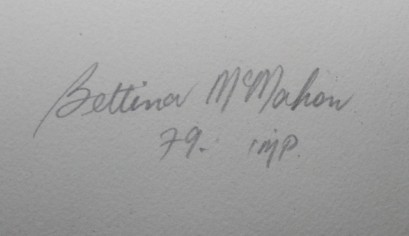 Bettina McMahon
79. imp.